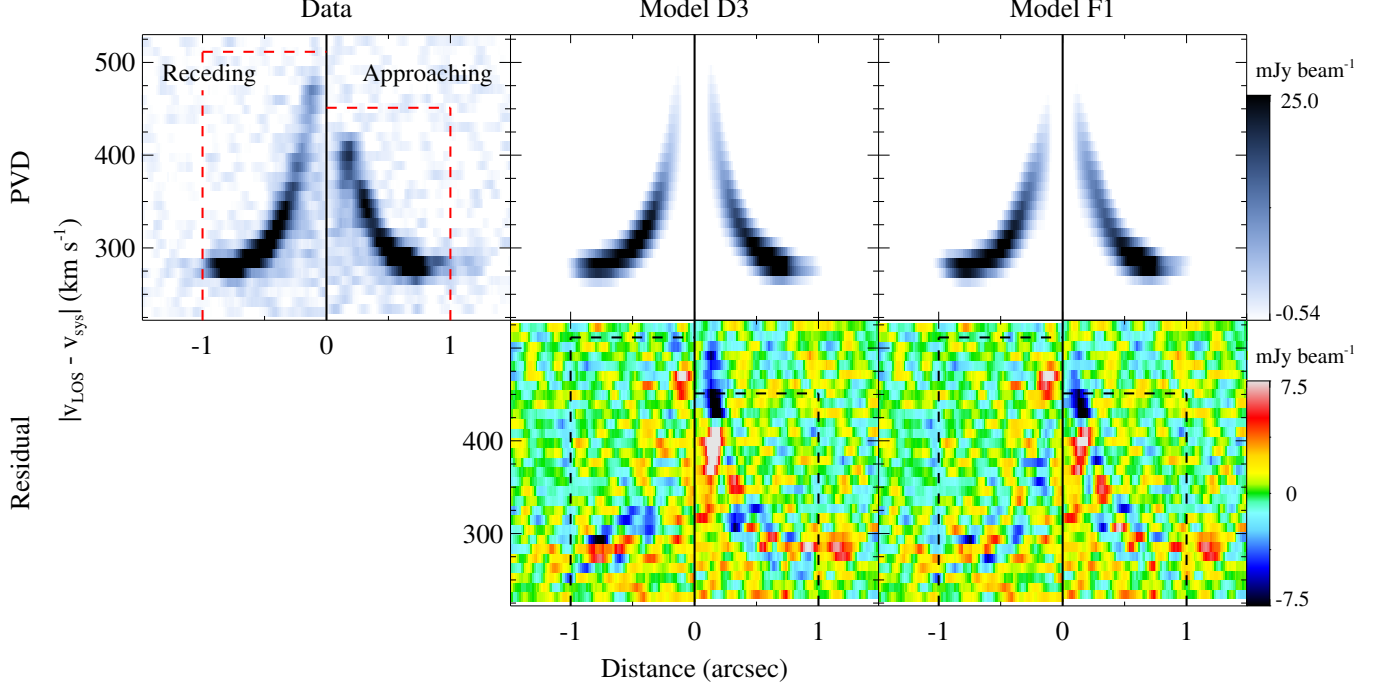 Data Model D3 Model F1
Receding Approaching
PVD
500
400
300
-1 0 1
mJy beam-1
25.0
-0.54
|vLOS - vsys| (km s-1)
Residual
400
300
mJy beam-1
7.5
0
-7.5
-1 0 1 -1 0 1
Distance (arcsec)